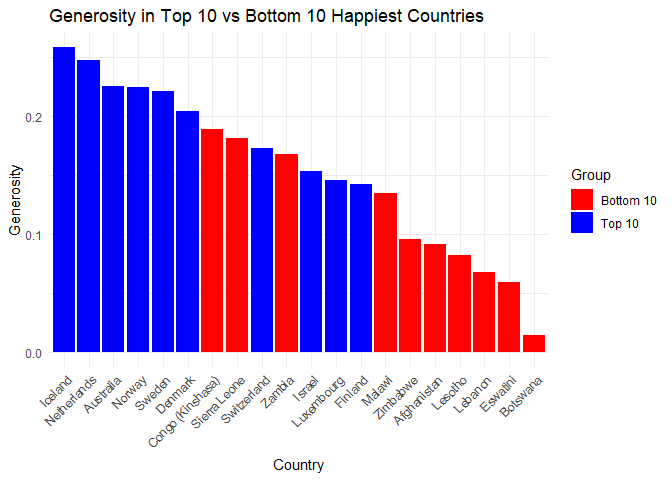 Generosity in Top 10 vs Bottom 10 Happiest Countries
Generosity
0.2
0.1
0.0
Iceland
Netherlands
Australia
Norway
Sweden
Denmark
Congo (Kinshasa)
Sierra Leone
Switzerland
Zambia
Israel
Luxembourg
Finland
Malawi
Zimbabwe
Afghanistan
Lesotho
Lebanon
Eswatini
Botswana
Country
Group
Bottom 10
Top 10